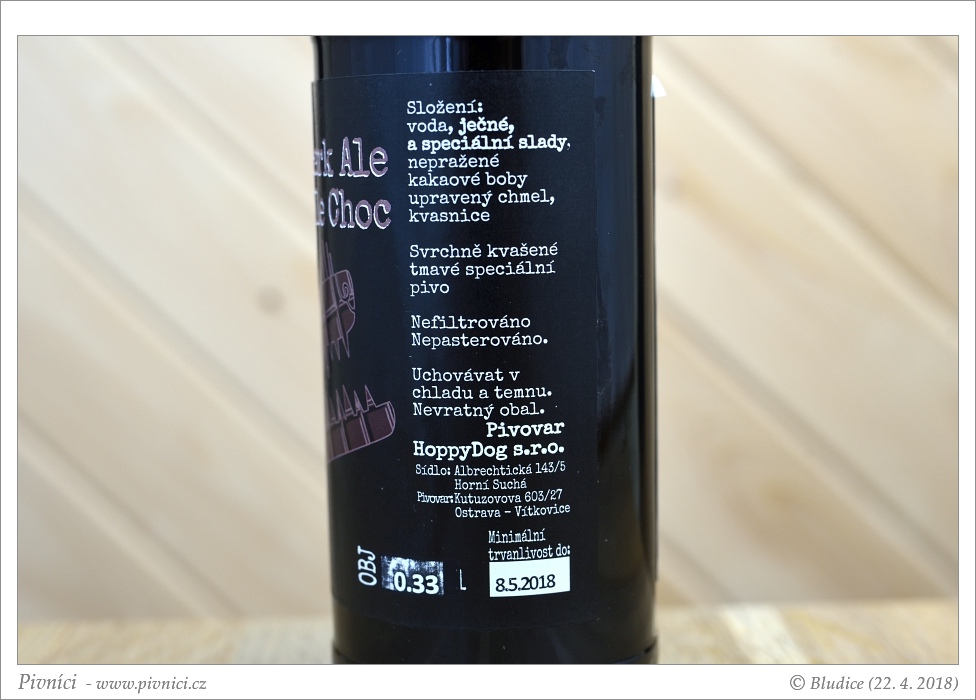 Ale
Choc
Složení:
voda, ječné,
a speciální slady,
nepražené
kakaové boby
upravený chmel,
kvasnice
Svrchně kvašené
tmavé speciální
pivo
Nefiltrováno
Nepasterováno.
Uchovávat v
chladu a temnu.
Nevratný obal.
Pivovar
HoppyDog s.r.o.
Sídlo: Albrechtická 143/5
Horní Suchá
Pivovar: Kutuzovova 603/27
Ostrava - Vítkovice
Minimální
trvanlivost do:
8.5.2018
OBJ 0.33 L
Pivníci - www.pivnici.cz
© Bludice (22. 4. 2018)